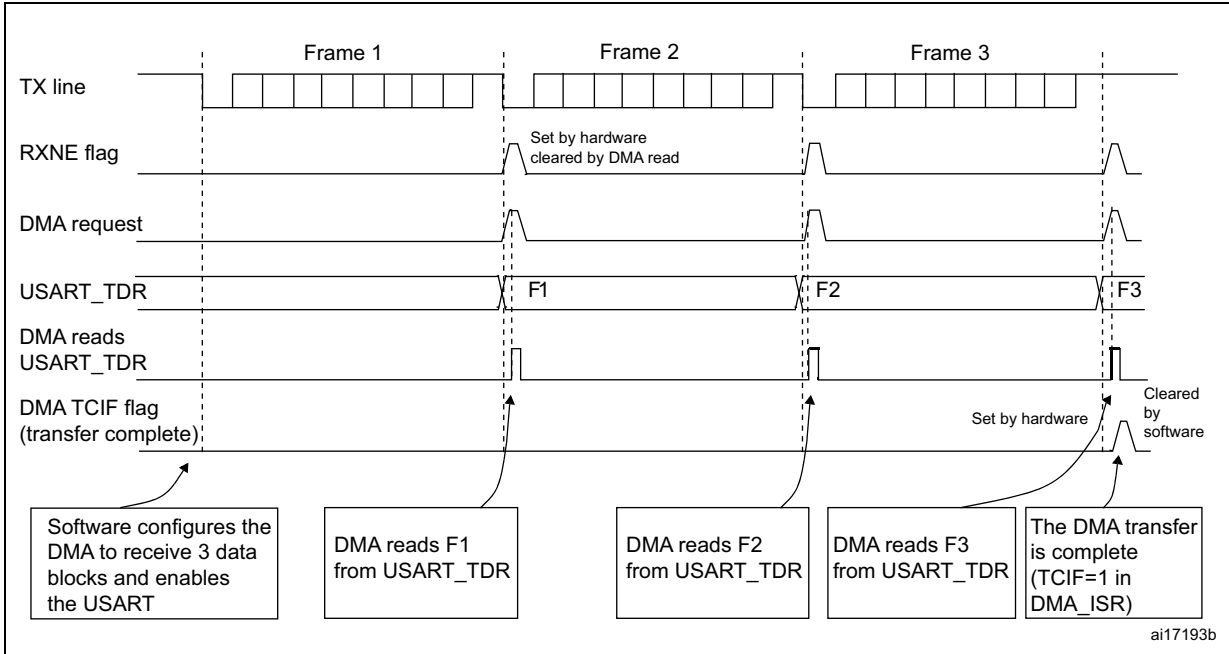 Frame 1
Frame 2
Frame 3
TX line
RXNE flag
Set by hardware
cleared by DMA read
DMA request
USART_TDR
F1
F2
F3
DMA reads
USART_TDR
DMA TCIF flag
(transfer complete)
Set by hardware
Cleared
by
software
Software configures the
DMA to receive 3 data
blocks and enables
the USART
DMA reads F1
from USART_TDR
DMA reads F2
from USART_TDR
DMA reads F3
from USART_TDR
The DMA transfer
is complete
(TCIF=1 in
DMA_ISR)
ai17193b